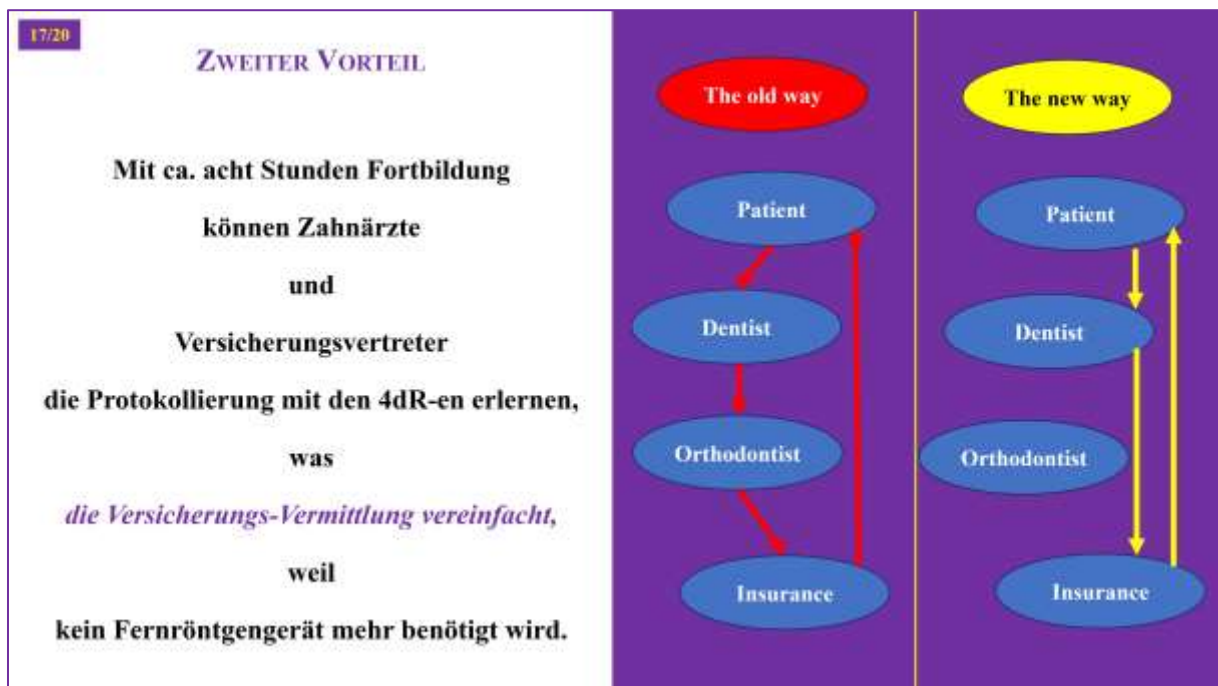 17/20
ZWEITER VORTEIL
Mit ca. acht Stunden Fortbildung
können Zahnärzte
und
Versicherungsvertreter
die Protokollierung mit den 4dR-en erlernen,
was
die Versicherungs-Vermittlung vereinfacht,
weil
kein Fernröntgengerät mehr benötigt wird.
The old way
Patient
Dentist
Orthodontist
Insurance
The new way
Patient
Dentist
Orthodontist
Insurance